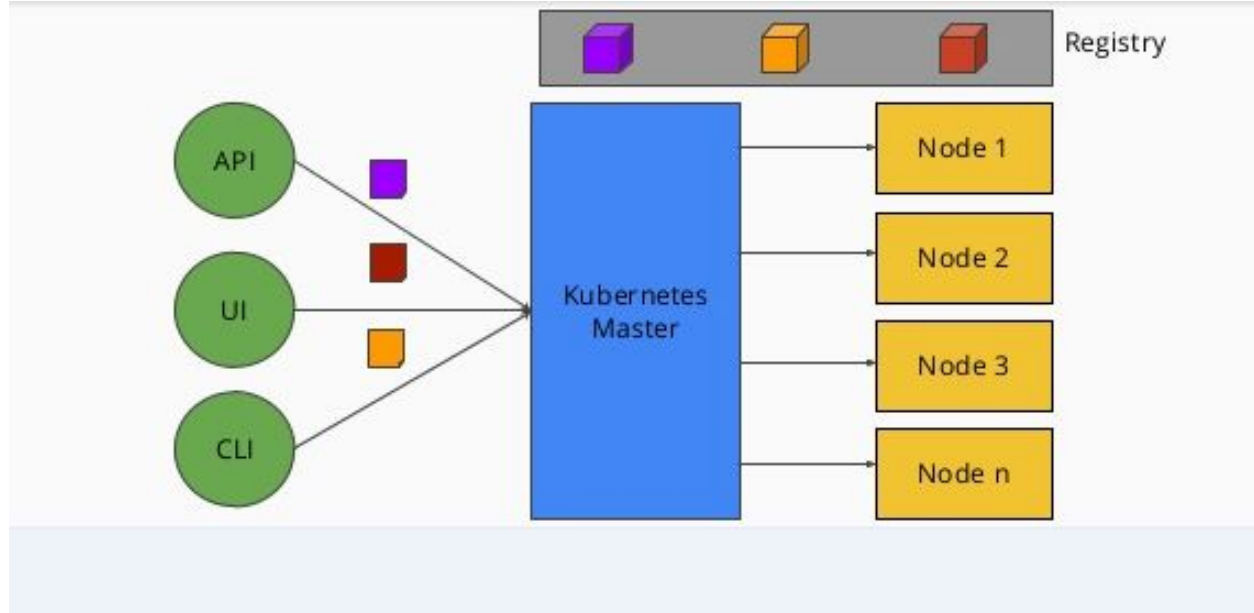 Registry
API
UI
CLI
Kubernetes
Master
Node 1
Node 2
Node 3
Node n